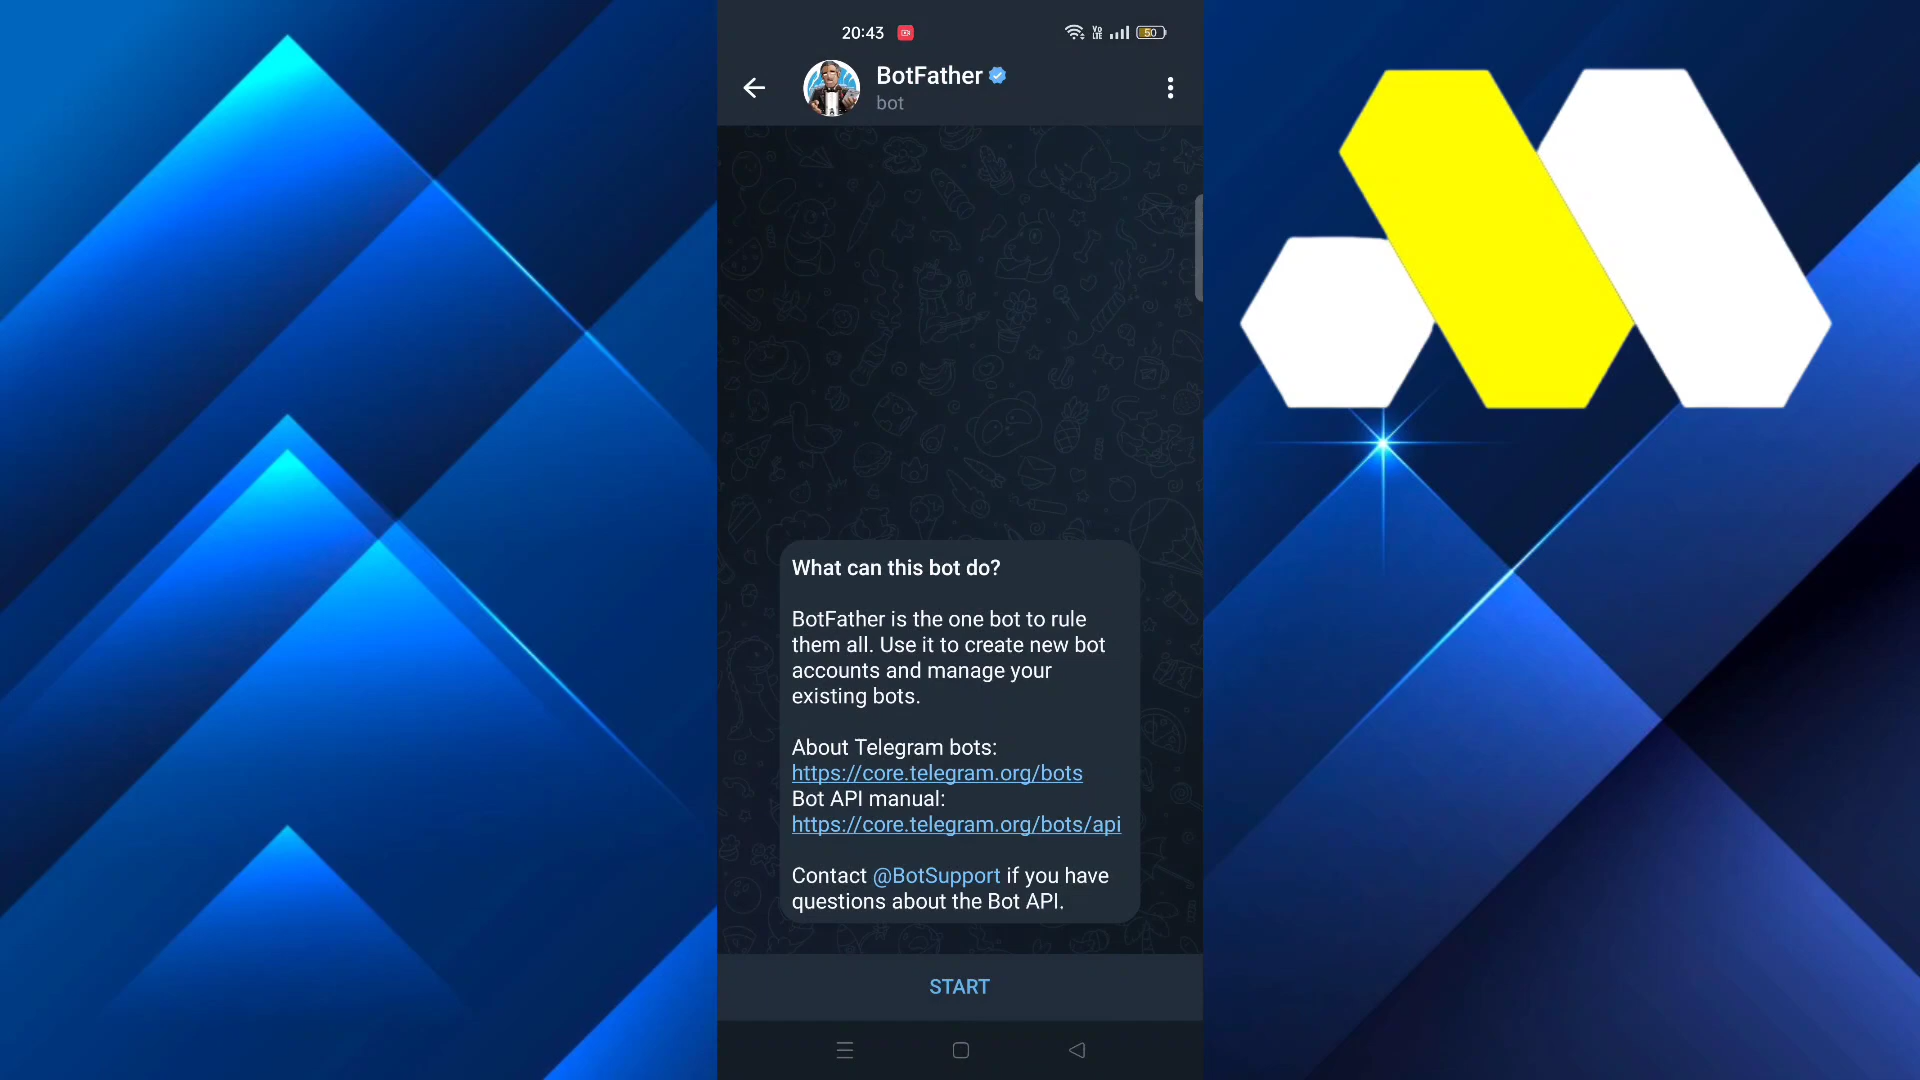 20:43
Vo
LTE
50
BotFather
bot
What can this bot do?
BotFather is the one bot to rule
them all. Use it to create new bot
accounts and manage your
existing bots.
About Telegram bots:
https://core.telegram.org/bots
Bot API manual:
https://core.telegram.org/bots/api
Contact @BotSupport if you have
questions about the Bot API.
START